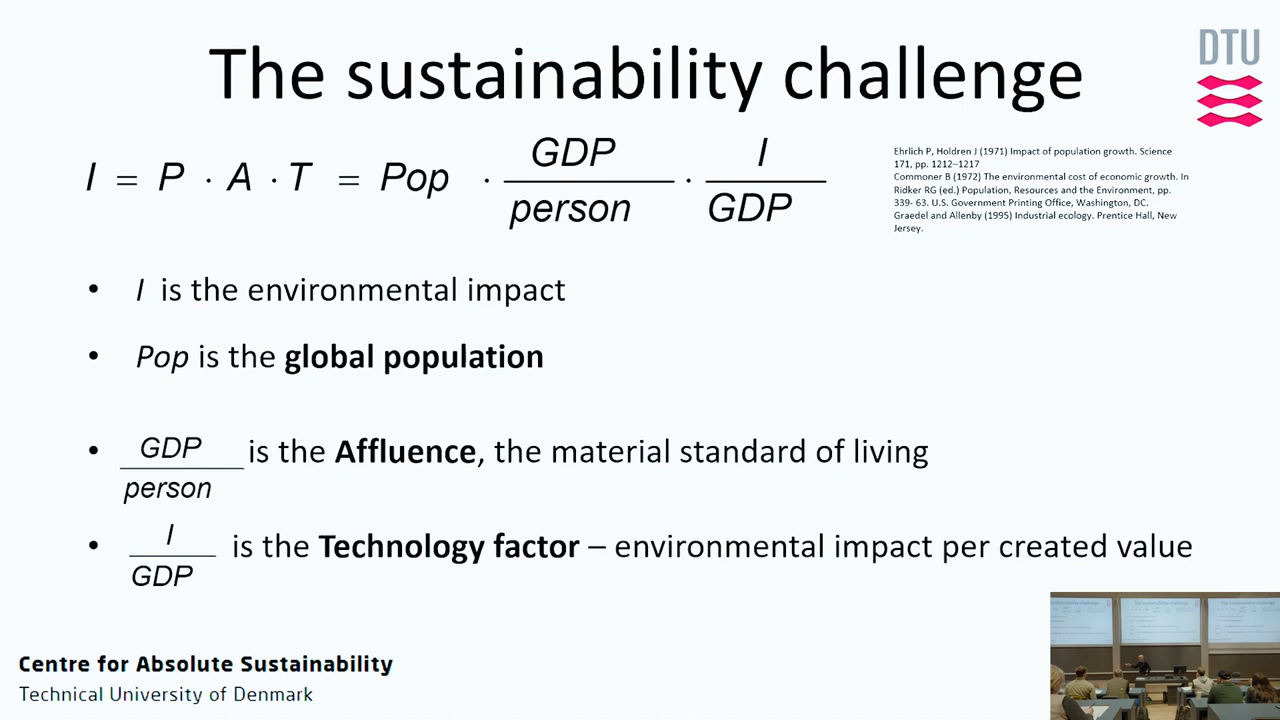 The sustainability challenge
DTU
I = P · A · T = Pop · GDP/person · I/GDP
Ehrlich P, Holdren J (1971) Impact of population growth. Science
171, pp. 1212–1217
Commoner B (1972) The environmental cost of economic growth. In
Ridker RG (ed.) Population, Resources and the Environment, pp.
339- 63. U.S. Government Printing Office, Washington, DC.
Graedel and Allenby (1995) Industrial ecology. Prentice Hall, New
Jersey.
• I is the environmental impact
• Pop is the global population
• GDP/person is the Affluence, the material standard of living
• I/GDP is the Technology factor – environmental impact per created value
The sustainability challenge
Centre for Absolute Sustainability
Technical University of Denmark